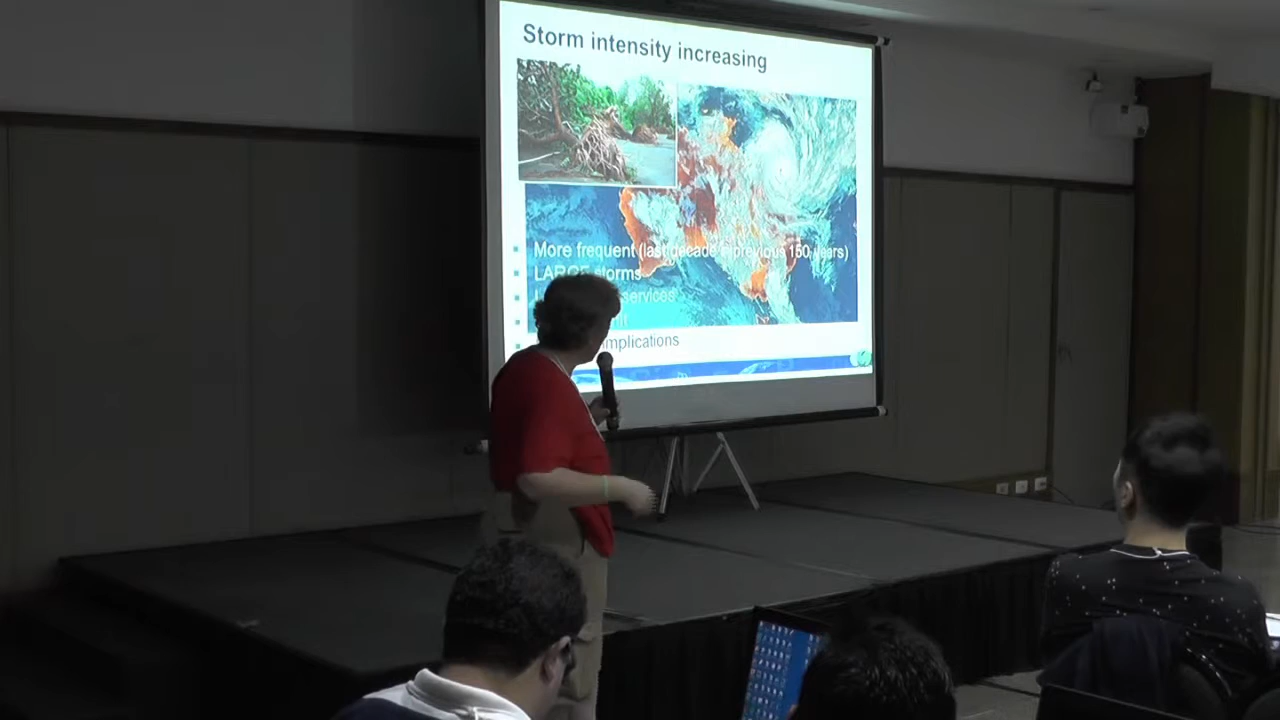 Storm intensity increasing
More frequent (last decade = previous 150 years)
LARGE storms
services
implications